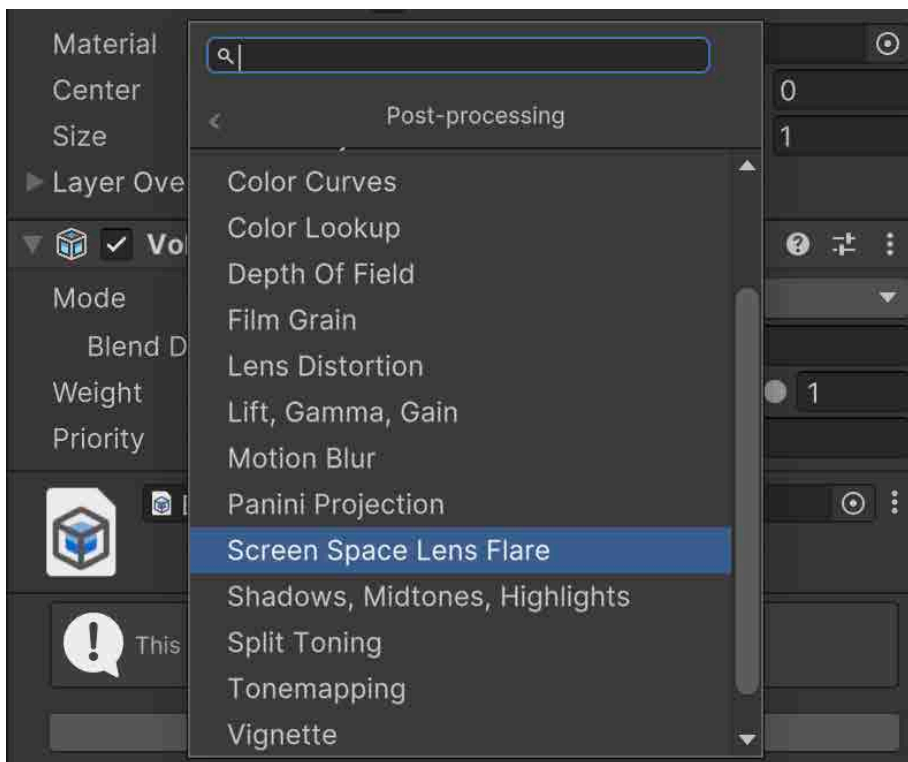 Material
Center 0
Size 1
Layer Ove
Mode
Blend D
Weight 1
Priority
This
Post-processing
Color Curves
Color Lookup
Depth Of Field
Film Grain
Lens Distortion
Lift, Gamma, Gain
Motion Blur
Panini Projection
Screen Space Lens Flare
Shadows, Midtones, Highlights
Split Toning
Tonemapping
Vignette